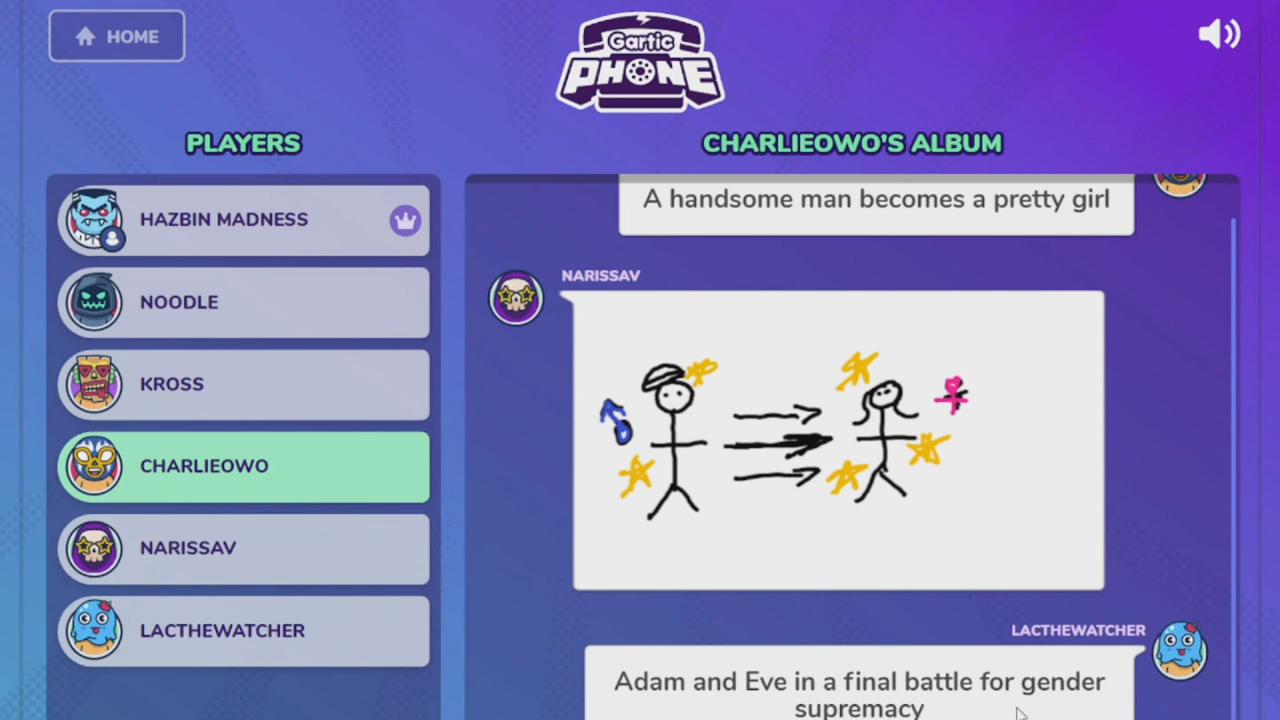 HOME
Gartic
PHONE
PLAYERS
CHARLIEOWO'S ALBUM
HAZBIN MADNESS
NOODLE
KROSS
CHARLIEOWO
NARISSAV
LACTHEWATCHER
A handsome man becomes a pretty girl
NARISSAV
LACTHEWATCHER
Adam and Eve in a final battle for gender
supremacy